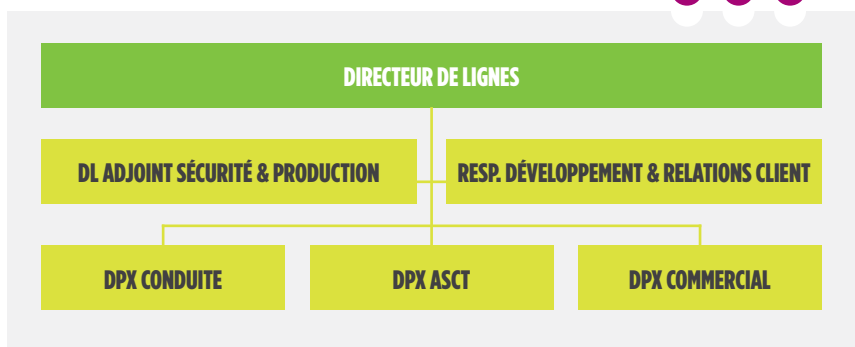 DIRECTEUR DE LIGNES
DL ADJOINT SÉCURITÉ & PRODUCTION
RESP. DÉVELOPPEMENT & RELATIONS CLIENT
DPX CONDUITE
DPX ASCT
DPX COMMERCIAL